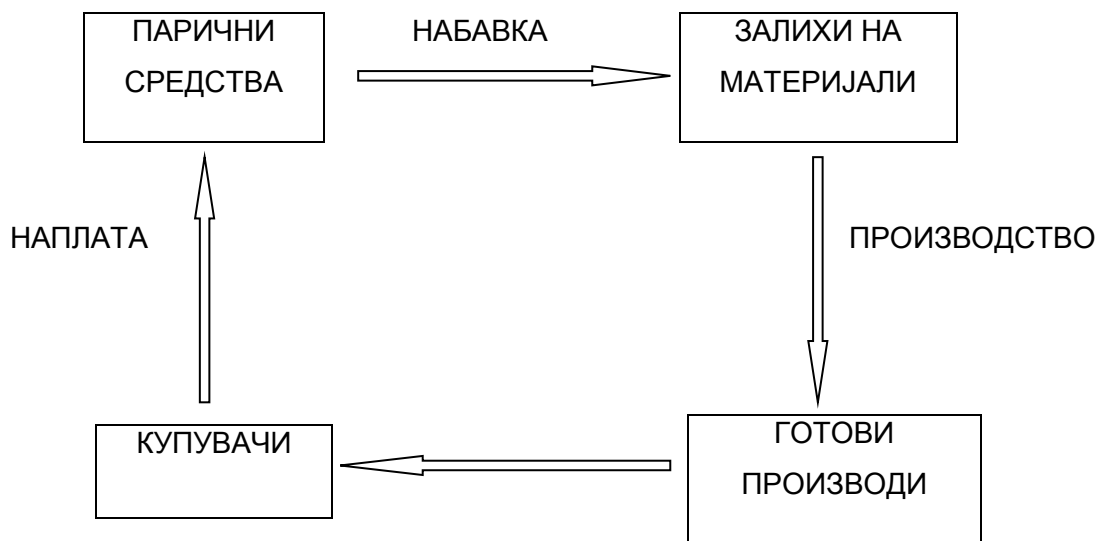 ПАРИЧНИ
СРЕДСТВА
НАБАВКА
ЗАЛИХИ НА
МАТЕРИЈАЛИ
НАПЛАТА
ПРОИЗВОДСТВО
КУПУВАЧИ
ГОТОВИ
ПРОИЗВОДИ